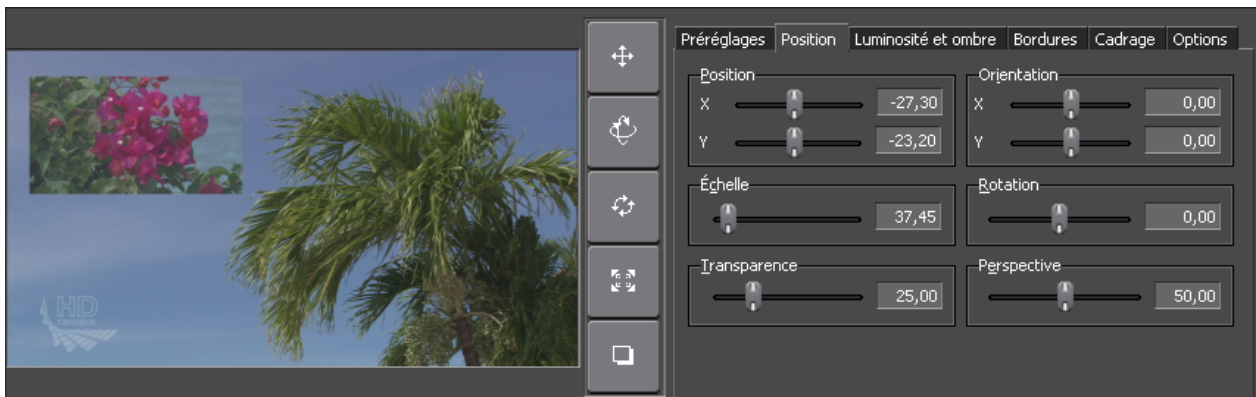 Préréglages Position Luminosité et ombre Bordures Cadrage Options
Position
X -27,30
Y -23,20
Orientation
X 0,00
Y 0,00
Échelle
37,45
Rotation
0,00
Transparence
25,00
Perspective
50,00
HD
canopus